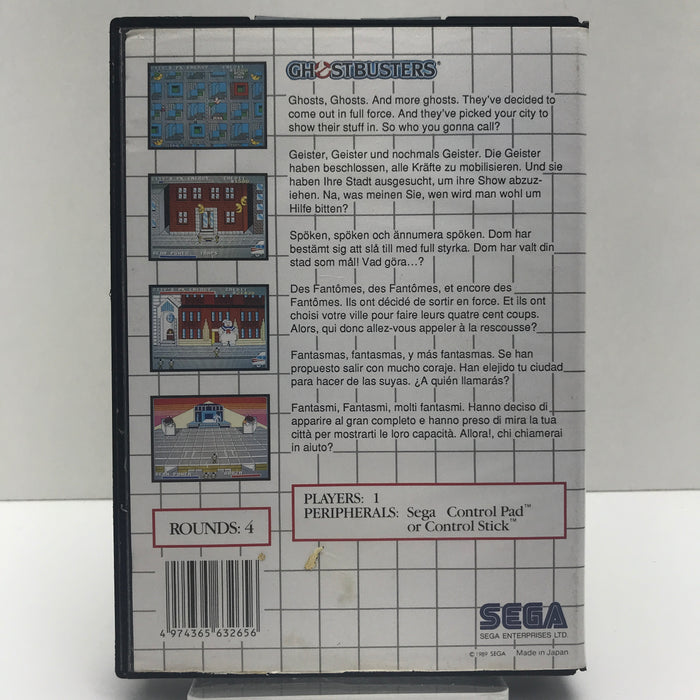 GHOSTBUSTERS
Ghosts, Ghosts. And more ghosts. They've decided to
come out in full force. And they've picked your city to
show their stuff in. So who you gonna call?
Geister, Geister und nochmals Geister. Die Geister
haben beschlossen, alle Kräfte zu mobilisieren. Und sie
haben Ihre Stadt ausgesucht, um ihre Show abzuz-
iehen. Na, was meinen Sie, wen wird man wohl um
Hilfe bitten?
Spöken, spöken och ännumera spöken. Dom har
bestämt sig att slå till med full styrka. Dom har valt din
stad som mål! Vad göra...?
Des Fantômes, des Fantômes, et encore des
Fantômes. Ils ont décidé de sortir en force. Et ils ont
choisi votre ville pour faire leurs quatre cent coups.
Alors, qui donc allez-vous appeler à la rescousse?
Fantasmas, fantasmas, y más fantasmas. Se han
propuesto salir con mucho coraje. Han elejido tu ciudad
para hacer de las suyas. ¿A quién llamarás?
Fantasmi, Fantasmi, molti fantasmi. Hanno deciso di
apparire al gran completo e hanno preso di mira la tua
città per mostrarti le loro capacità. Allora!, chi chiamerai
in aiuto?
PLAYERS: 1
PERIPHERALS: Sega Control Pad™
or Control Stick™
ROUNDS: 4
4 974365 632656
SEGA
SEGA ENTERPRISES LTD.
© 1989 SEGA Made in Japan